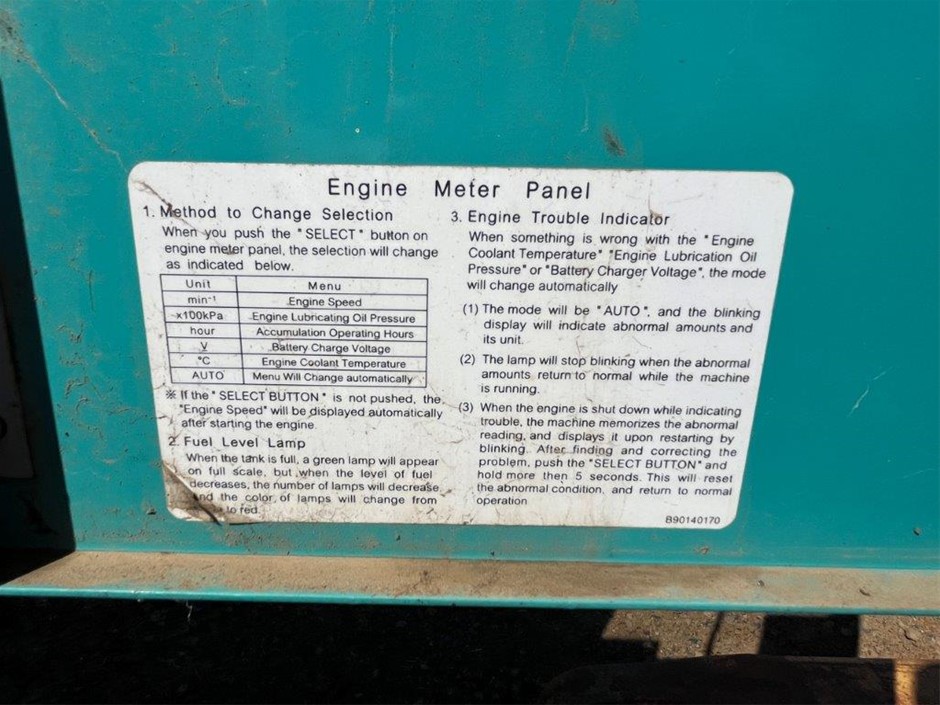 Engine Meter Panel
1. Method to Change Selection
When you push the "SELECT" button on
engine meter panel, the selection will change
as indicated below.
Unit Menu
min⁻¹ Engine Speed
x100kPa Engine Lubricating Oil Pressure
hour Accumulation Operating Hours
V Battery Charge Voltage
°C Engine Coolant Temperature
AUTO Menu Will Change automatically
※ If the "SELECT BUTTON" is not pushed, the
"Engine Speed" will be displayed automatically
after starting the engine.
2. Fuel Level Lamp
When the tank is full, a green lamp will appear
on full scale, but when the level of fuel
decreases, the number of lamps will decrease
and the color of lamps will change from
to red.
3. Engine Trouble Indicator
When something is wrong with the "Engine
Coolant Temperature" "Engine Lubrication Oil
Pressure" or "Battery Charger Voltage", the mode
will change automatically
(1) The mode will be "AUTO", and the blinking
display will indicate abnormal amounts and
its unit.
(2) The lamp will stop blinking when the abnormal
amounts return to normal while the machine
is running.
(3) When the engine is shut down while indicating
trouble, the machine memorizes the abnormal
reading, and displays it upon restarting by
blinking. After finding and correcting the
problem, push the "SELECT BUTTON" and
hold more then 5 seconds. This will reset
the abnormal condition, and return to normal
operation
B90140170